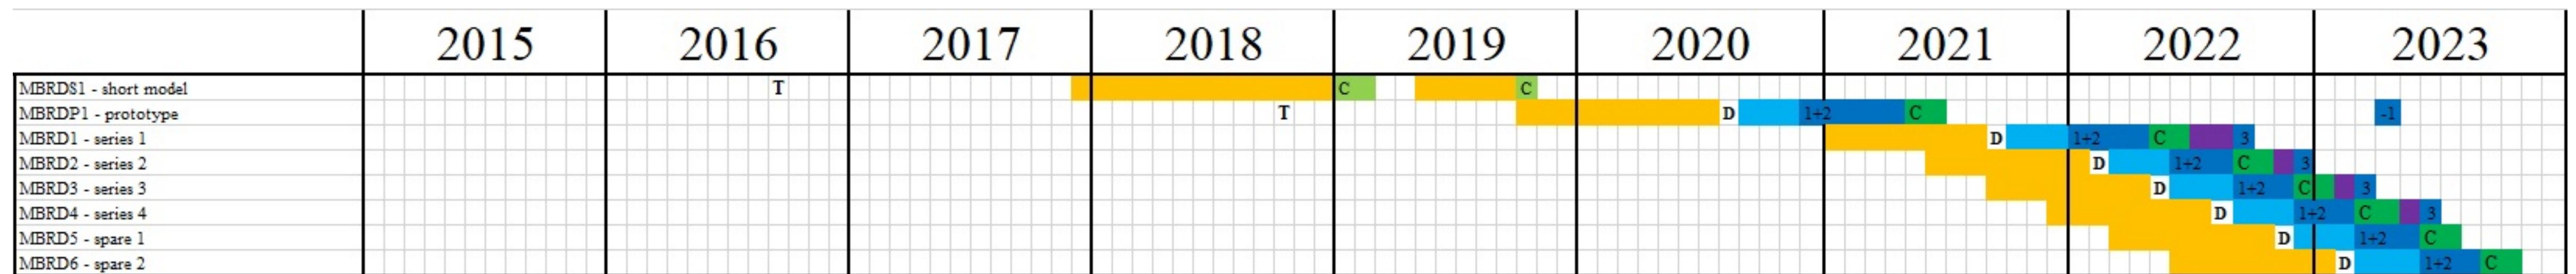 2015 2016 2017 2018 2019 2020 2021 2022 2023
MBRDS1 - short model T C C
MBRDP1 - prototype T D 1+2 C -1
MBRD1 - series 1 D 1+2 C 3
MBRD2 - series 2 D 1+2 C 3
MBRD3 - series 3 D 1+2 C 3
MBRD4 - series 4 D 1+2 C 3
MBRD5 - spare 1 D 1+2 C
MBRD6 - spare 2 D 1+2 C